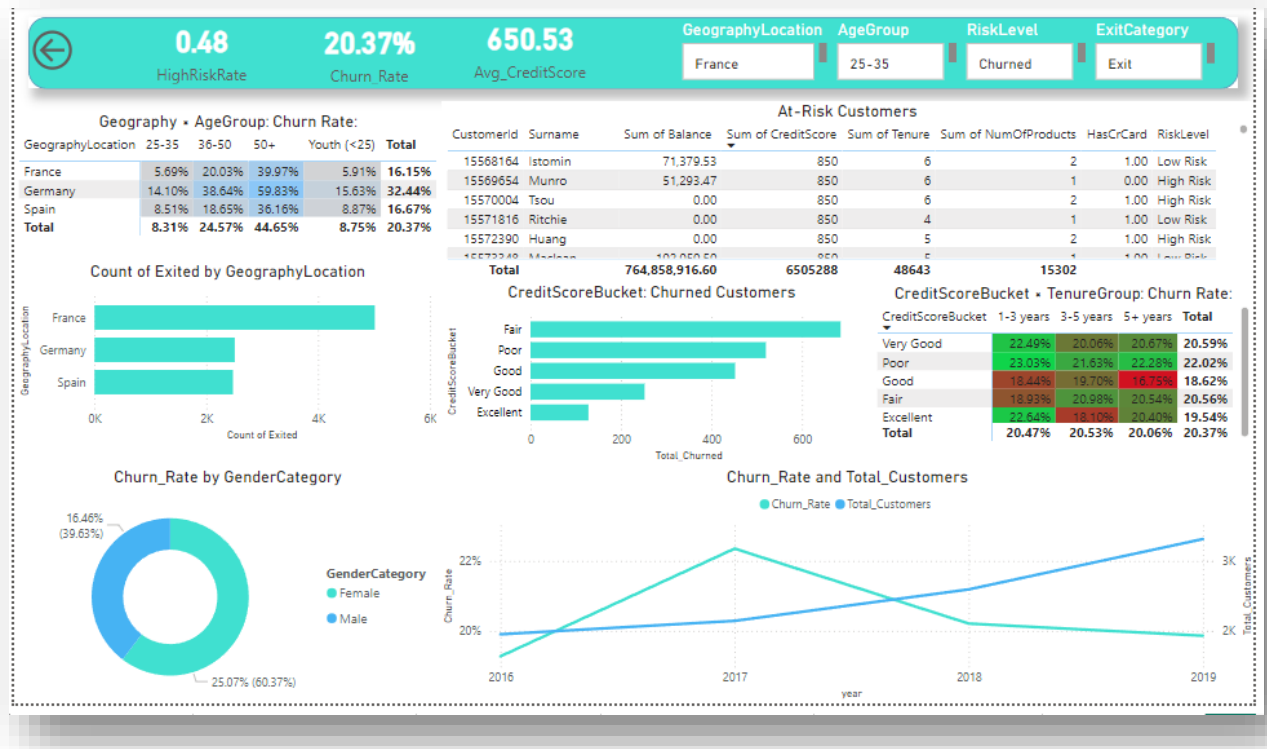 0.48
HighRiskRate
20.37%
Churn_Rate
650.53
Avg_CreditScore
GeographyLocation
France
AgeGroup
25-35
RiskLevel
Churned
ExitCategory
Exit
Geography × AgeGroup: Churn Rate:
GeographyLocation 25-35 36-50 50+ Youth (<25) Total
France 5.69% 20.03% 39.97% 5.91% 16.15%
Germany 14.10% 38.64% 59.83% 15.63% 32.44%
Spain 8.51% 18.65% 36.16% 8.87% 16.67%
Total 8.31% 24.57% 44.65% 8.75% 20.37%
At-Risk Customers
CustomerId Surname Sum of Balance Sum of CreditScore Sum of Tenure Sum of NumOfProducts HasCrCard RiskLevel
15568164 Istomin 71,379.53 850 6 2 1.00 Low Risk
15569654 Munro 51,293.47 850 6 1 0.00 High Risk
15570004 Tsou 0.00 850 6 2 1.00 Low Risk
15571816 Ritchie 0.00 850 4 1 1.00 Low Risk
15572390 Huang 0.00 850 5 2 1.00 High Risk
Total 764,858,916.60 6505288 48643 15302
Count of Exited by GeographyLocation
GeographyLocation
France
Germany
Spain
0K 2K 4K 6K
Count of Exited
CreditScoreBucket: Churned Customers
CreditScoreBucket
Fair
Poor
Good
Very Good
Excellent
0 200 400 600
Total_Churned
CreditScoreBucket × TenureGroup: Churn Rate:
CreditScoreBucket 1-3 years 3-5 years 5+ years Total
Very Good 22.49% 20.06% 20.67% 20.59%
Poor 23.03% 21.63% 22.28% 22.02%
Good 18.44% 19.70% 16.75% 18.62%
Fair 18.93% 20.98% 20.54% 20.56%
Excellent 22.64% 18.10% 20.40% 19.54%
Total 20.47% 20.53% 20.06% 20.37%
Churn_Rate by GenderCategory
16.46%
(39.63%)
25.07% (60.37%)
GenderCategory
Female
Male
Churn_Rate and Total_Customers
Churn_Rate Total_Customers
Churn_Rate
22%
20%
3K
2K
Total_Customers
2016 2017 2018 2019
year